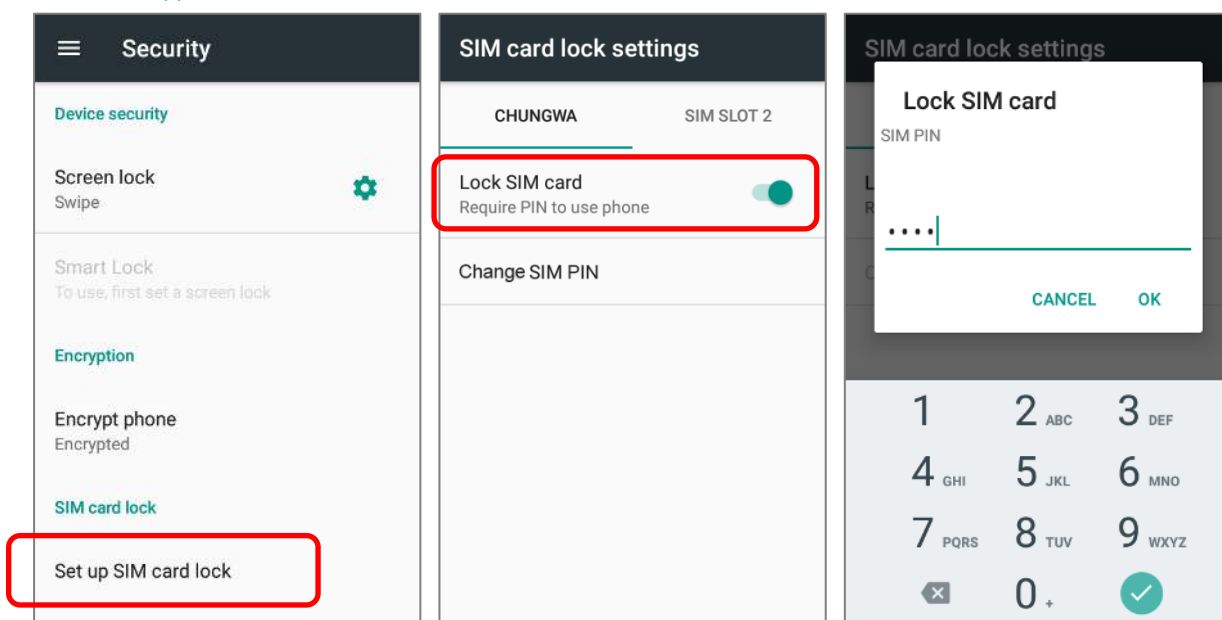 Security
Device security
Screen lock
Swipe
Smart Lock
To use, first set a screen lock
Encryption
Encrypt phone
Encrypted
SIM card lock
Set up SIM card lock
SIM card lock settings
CHUNGWA SIM SLOT 2
Lock SIM card
Require PIN to use phone
Change SIM PIN
SIM card lock settings
Lock SIM card
SIM PIN
••••
CANCEL OK
1 2 ABC 3 DEF
4 GHI 5 JKL 6 MNO
7 PQRS 8 TUV 9 WXYZ
0 +